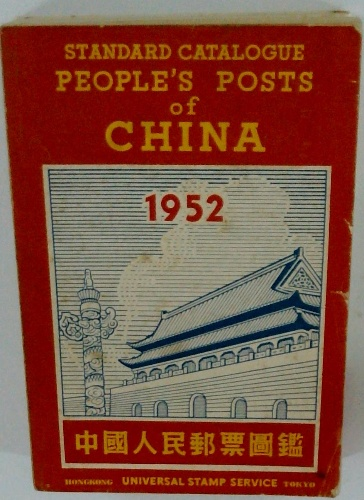 STANDARD CATALOGUE
PEOPLE'S POSTS
of
CHINA
1952
中國人民郵票圖鑑
HONGKONG UNIVERSAL STAMP SERVICE TOKYO